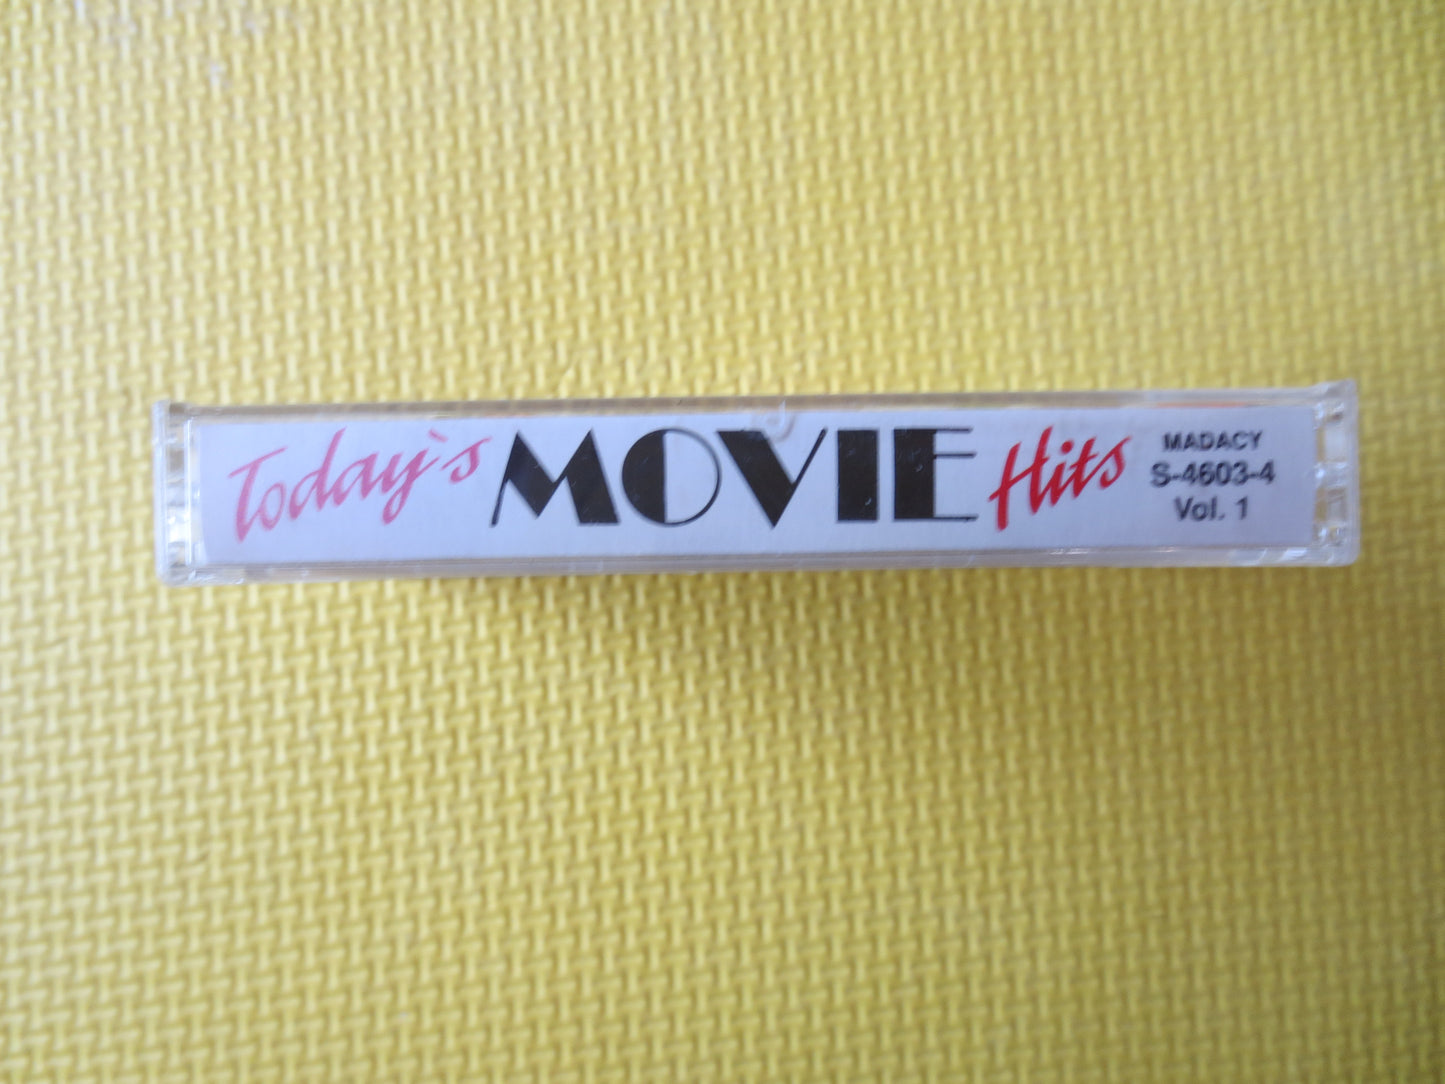 Today's MOVIE Hits
MADACY
S-4603-4
Vol. 1